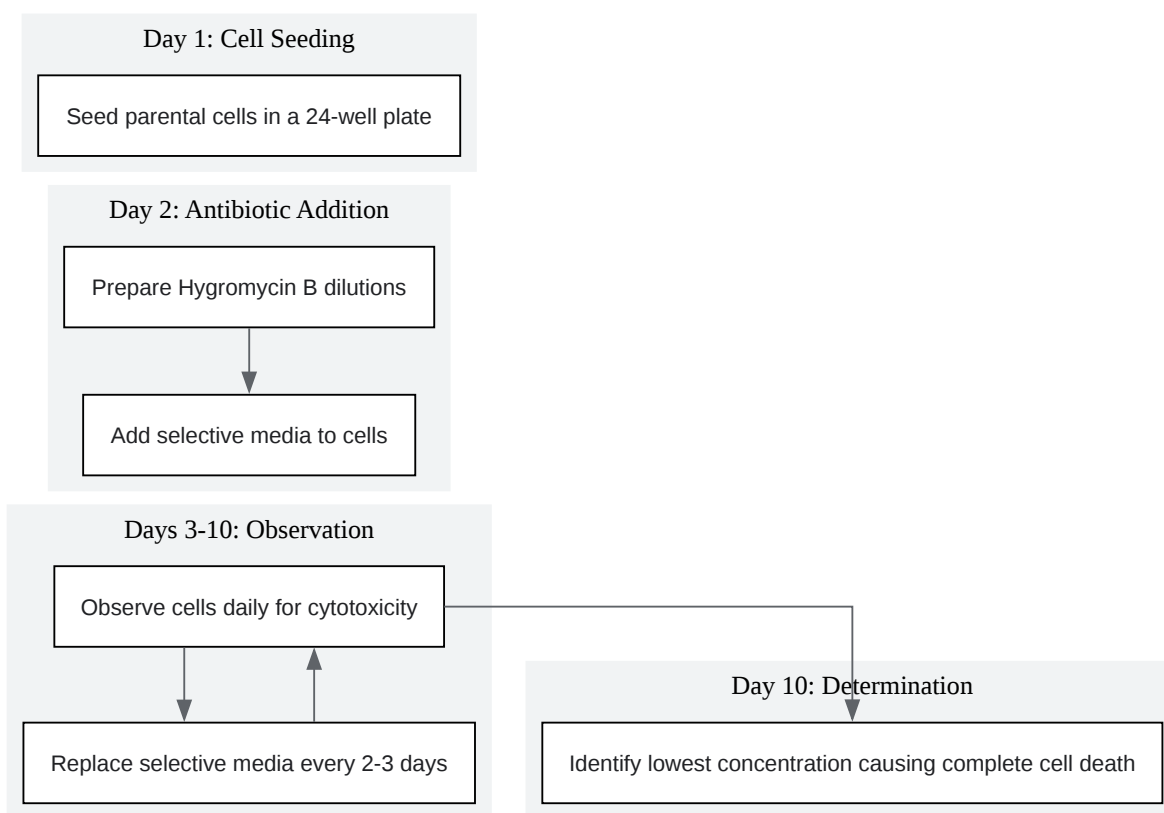 Day 1: Cell Seeding
Seed parental cells in a 24-well plate
Day 2: Antibiotic Addition
Prepare Hygromycin B dilutions
Add selective media to cells
Days 3-10: Observation
Observe cells daily for cytotoxicity
Replace selective media every 2-3 days
Day 10: Determination
Identify lowest concentration causing complete cell death